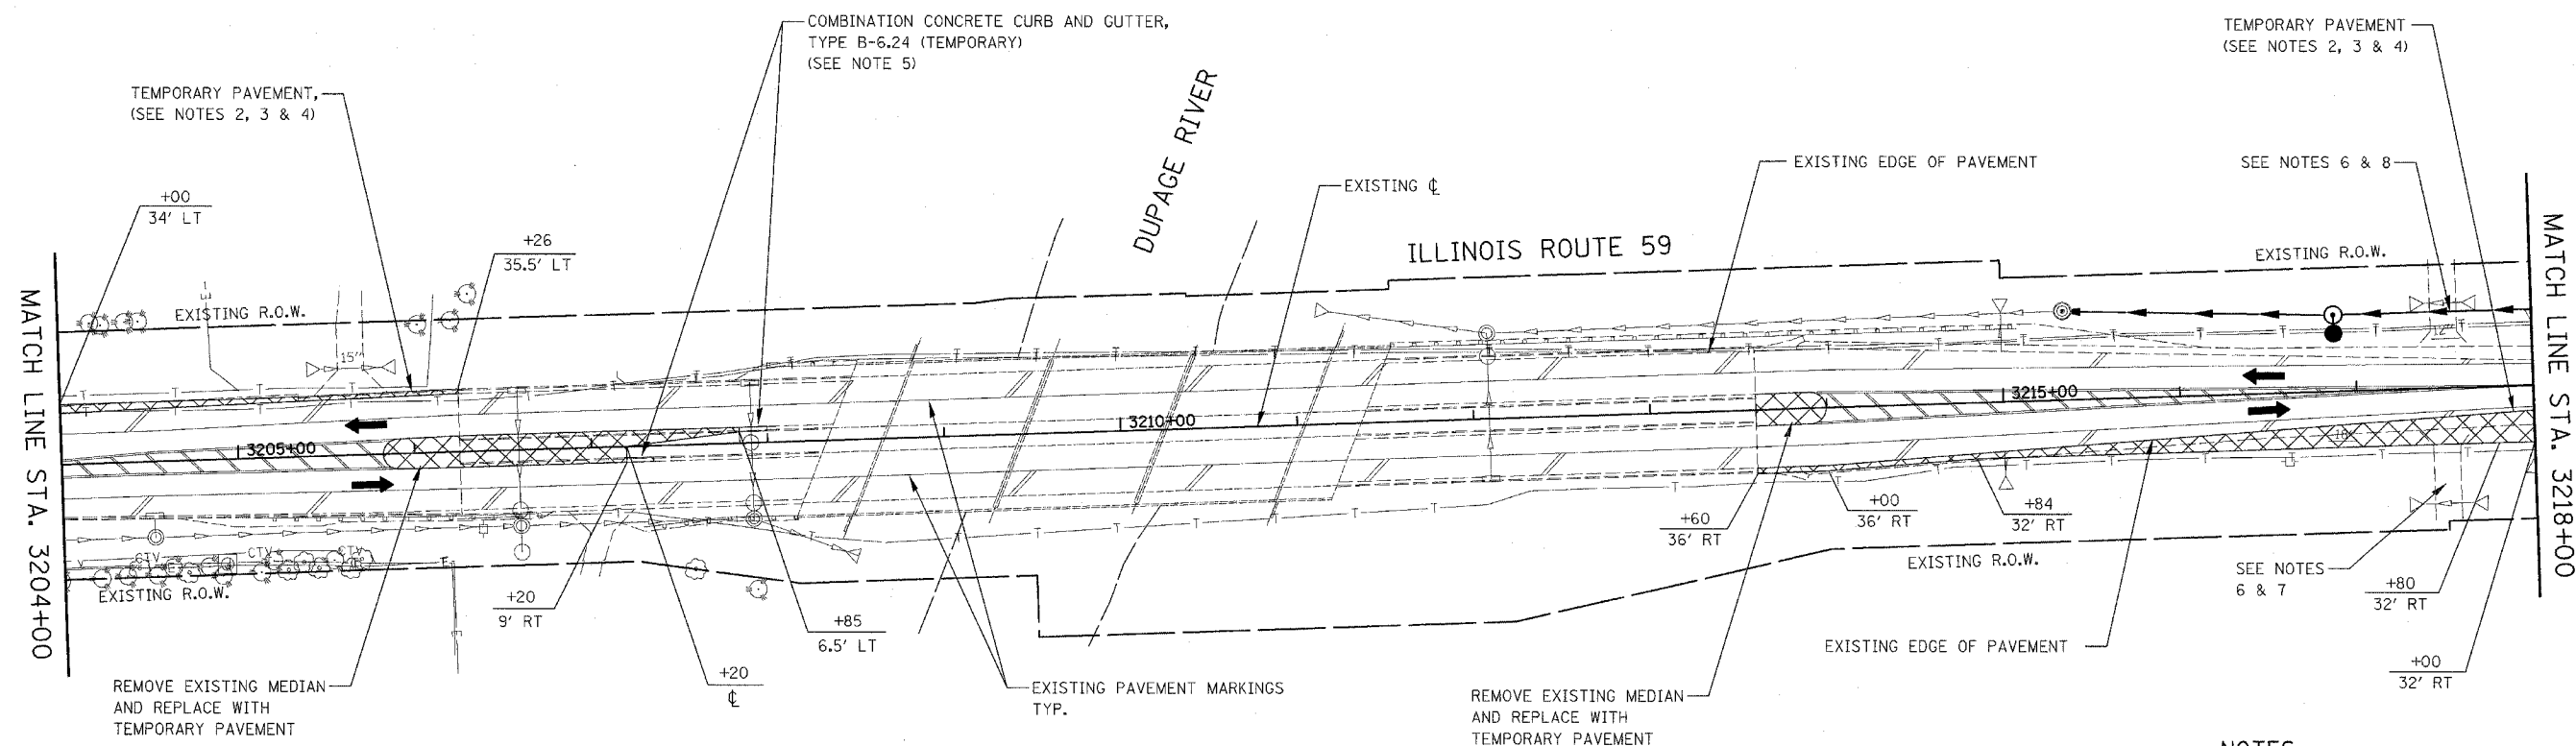 COMBINATION CONCRETE CURB AND GUTTER,
TYPE B-6.24 (TEMPORARY)
(SEE NOTE 5)
TEMPORARY PAVEMENT
(SEE NOTES 2, 3 & 4)
TEMPORARY PAVEMENT,
(SEE NOTES 2, 3 & 4)
DUPAGE RIVER
EXISTING EDGE OF PAVEMENT
SEE NOTES 6 & 8
EXISTING ℄
+00
34' LT
+26
35.5' LT
ILLINOIS ROUTE 59
EXISTING R.O.W.
EXISTING R.O.W.
MATCH LINE STA. 3204+00
MATCH LINE STA. 3218+00
15"
12"
3205+00
3210+00
3215+00
CTV
CTV
CTV
EXISTING R.O.W.
+20
9' RT
+85
6.5' LT
+20
℄
+60
36' RT
+00
36' RT
+84
32' RT
EXISTING R.O.W.
SEE NOTES
6 & 7
+80
32' RT
EXISTING EDGE OF PAVEMENT
+00
32' RT
REMOVE EXISTING MEDIAN
AND REPLACE WITH
TEMPORARY PAVEMENT
EXISTING PAVEMENT MARKINGS
TYP.
REMOVE EXISTING MEDIAN
AND REPLACE WITH
TEMPORARY PAVEMENT
NOTES